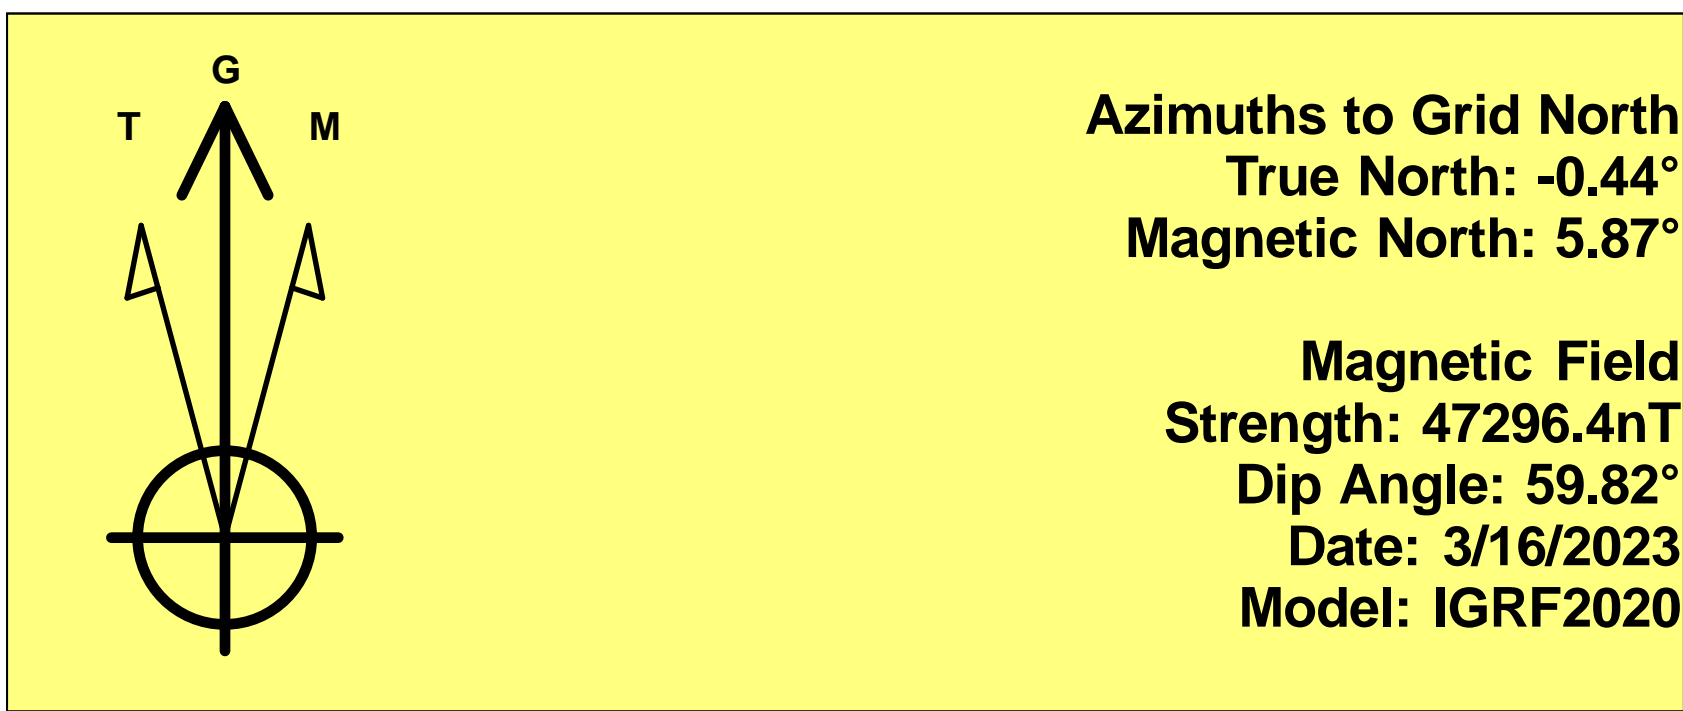 G
T
M
Azimuths to Grid North
True North: -0.44°
Magnetic North: 5.87°
Magnetic Field
Strength: 47296.4nT
Dip Angle: 59.82°
Date: 3/16/2023
Model: IGRF2020